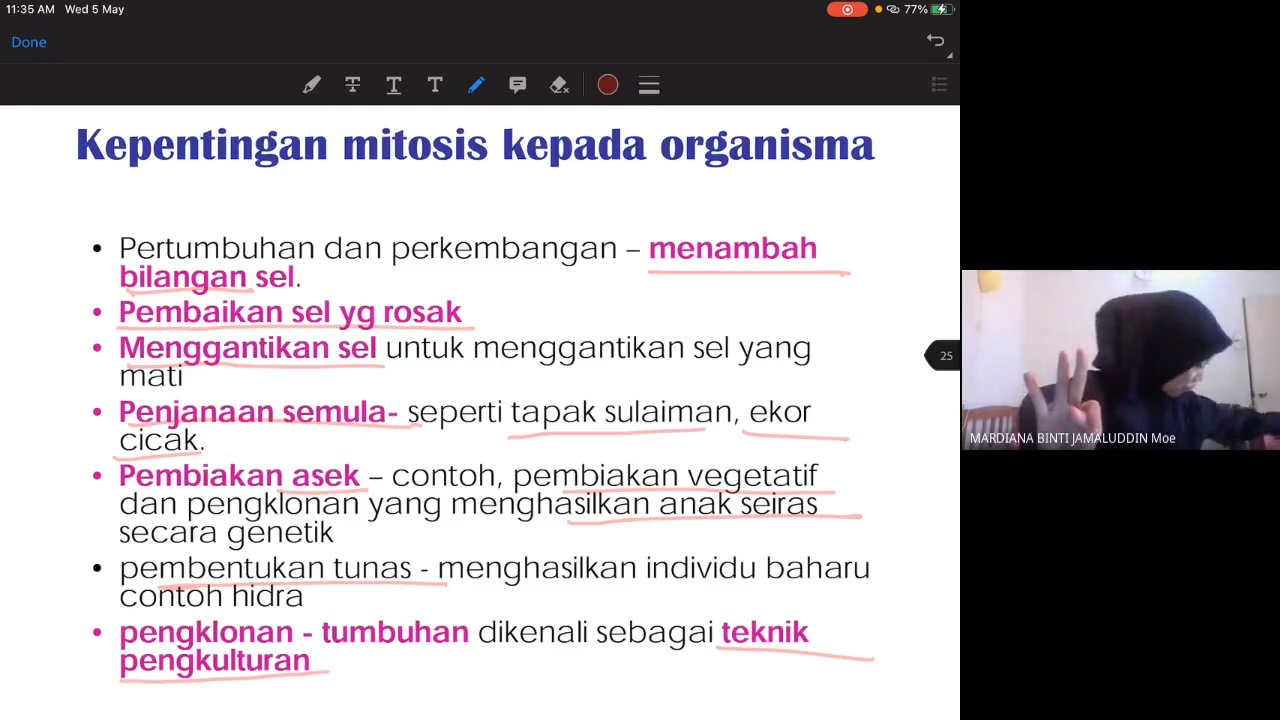 11:35 AM Wed 5 May
77%
Done
T T T
Kepentingan mitosis kepada organisma
• Pertumbuhan dan perkembangan – menambah
bilangan sel.
• Pembaikan sel yg rosak
• Menggantikan sel untuk menggantikan sel yang
mati
• Penjanaan semula- seperti tapak sulaiman, ekor
cicak.
• Pembiakan asek – contoh, pembiakan vegetatif
dan pengklonan yang menghasilkan anak seiras
secara genetik
• pembentukan tunas - menghasilkan individu baharu
contoh hidra
• pengklonan - tumbuhan dikenali sebagai teknik
pengkulturan
25
MARDIANA BINTI JAMALUDDIN Moe